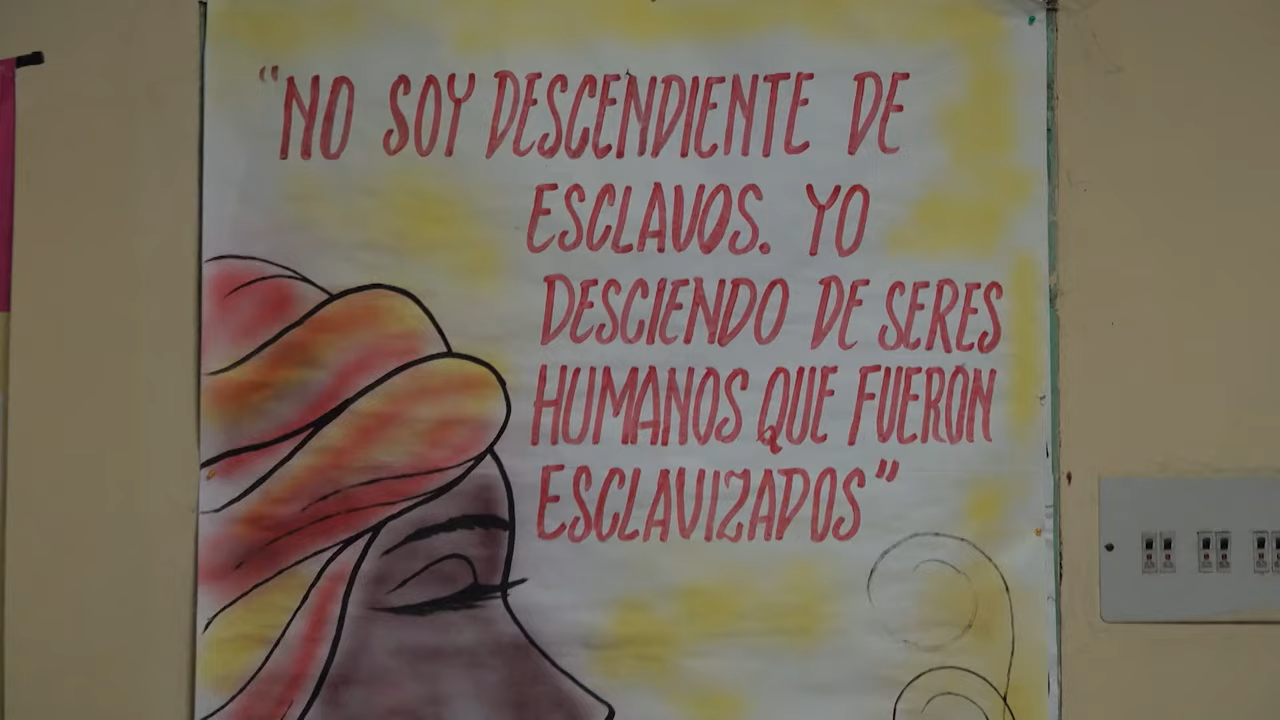 "NO SOY DESCENDIENTE DE
ESCLAVOS. YO
DESCIENDO DE SERES
HUMANOS QUE FUERON
ESCLAVIZADOS"